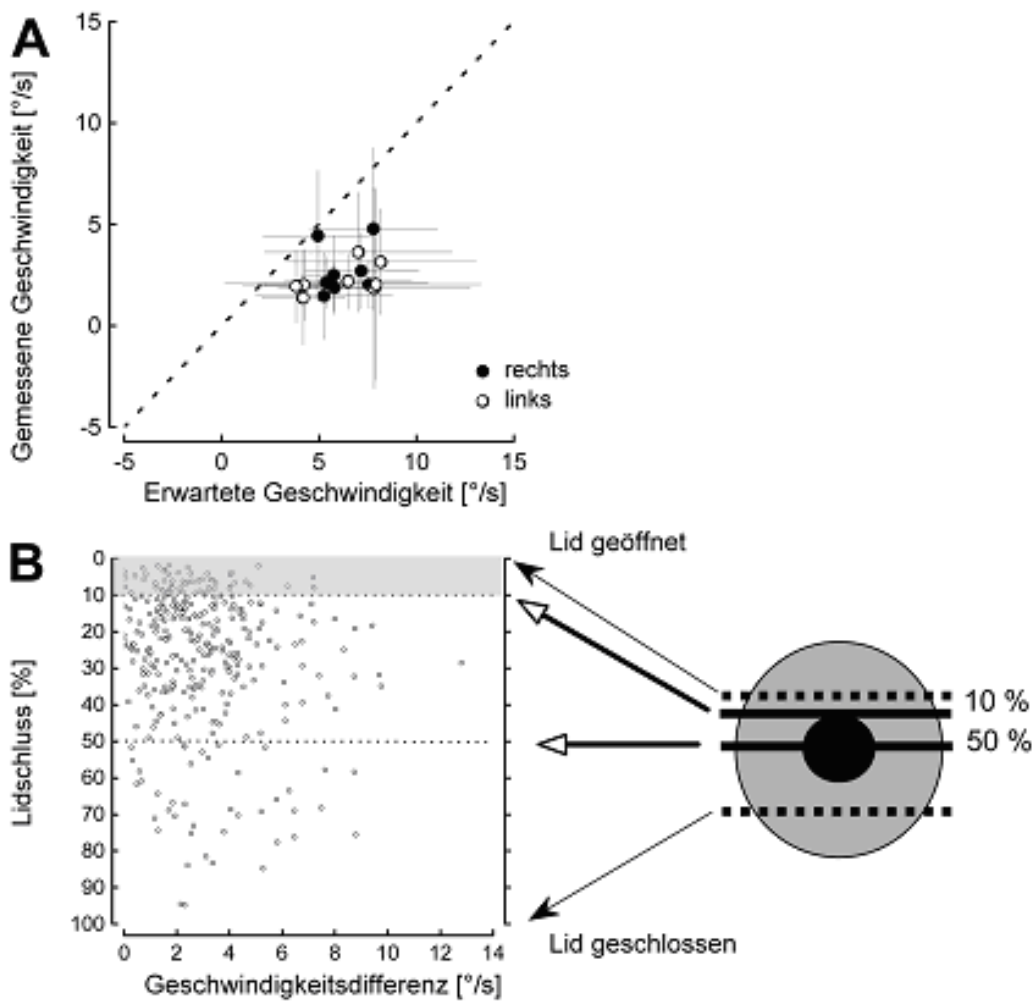 A
Gemessene Geschwindigkeit [°/s]
15
10
5
0
-5
-5 0 5 10 15
Erwartete Geschwindigkeit [°/s]
rechts
links
B
Lidschluss [%]
0
10
20
30
40
50
60
70
80
90
100
0 2 4 6 8 10 12 14
Geschwindigkeitsdifferenz [°/s]
Lid geöffnet
10 %
50 %
Lid geschlossen